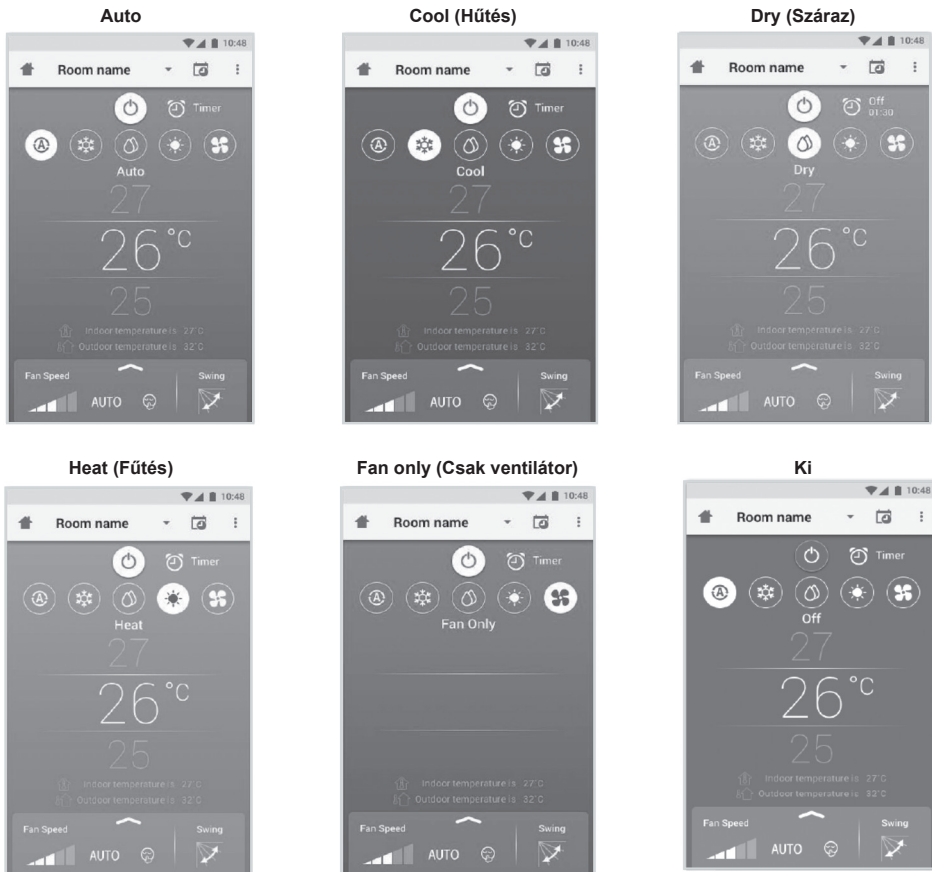 Auto
10:48
Room name
Timer
Auto
27
26°C
25
Indoor temperature is 27°C
Outdoor temperature is 32°C
Fan Speed
Swing
AUTO
Cool (Hűtés)
10:48
Room name
Timer
Cool
27
26°C
25
Indoor temperature is 27°C
Outdoor temperature is 32°C
Fan Speed
Swing
AUTO
Dry (Száraz)
10:48
Room name
Off
01:30
Dry
27
26°C
25
Indoor temperature is 27°C
Outdoor temperature is 32°C
Fan Speed
Swing
AUTO
Heat (Fűtés)
10:48
Room name
Timer
Heat
27
26°C
25
Indoor temperature is 27°C
Outdoor temperature is 32°C
Fan Speed
Swing
AUTO
Fan only (Csak ventilátor)
10:48
Room name
Timer
Fan Only
Indoor temperature is 27°C
Outdoor temperature is 32°C
Fan Speed
Swing
AUTO
Ki
10:48
Room name
Timer
Off
27
26°C
25
Indoor temperature is 27°C
Outdoor temperature is 32°C
Fan Speed
Swing
AUTO